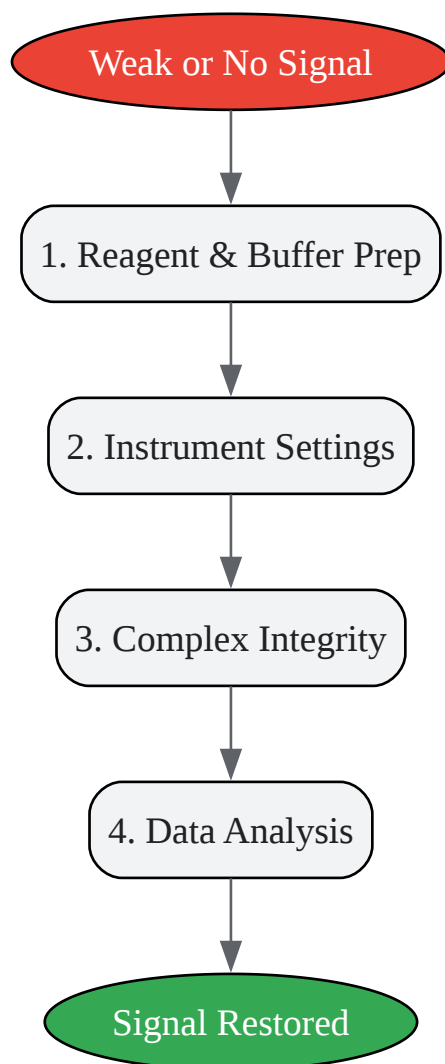 Weak or No Signal
1. Reagent & Buffer Prep
2. Instrument Settings
3. Complex Integrity
4. Data Analysis
Signal Restored